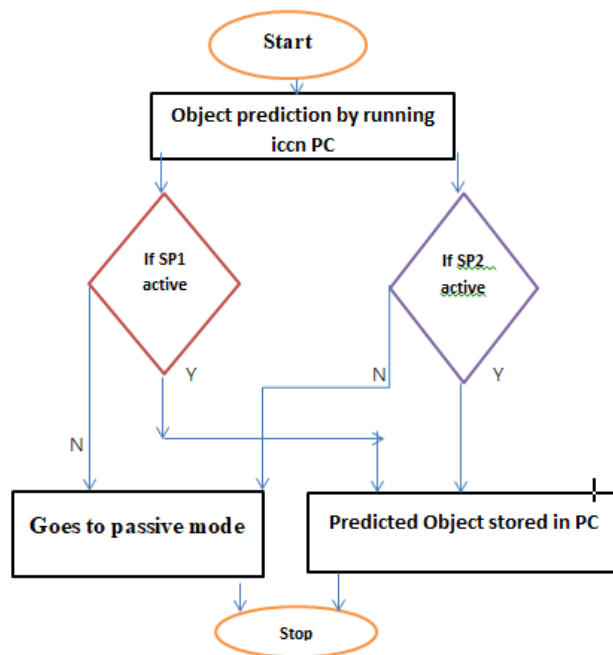 Start
Object prediction by running
iccn PC
If SP1
active
If SP2
active
Y
N
Y
N
Goes to passive mode
Predicted Object stored in PC
Stop